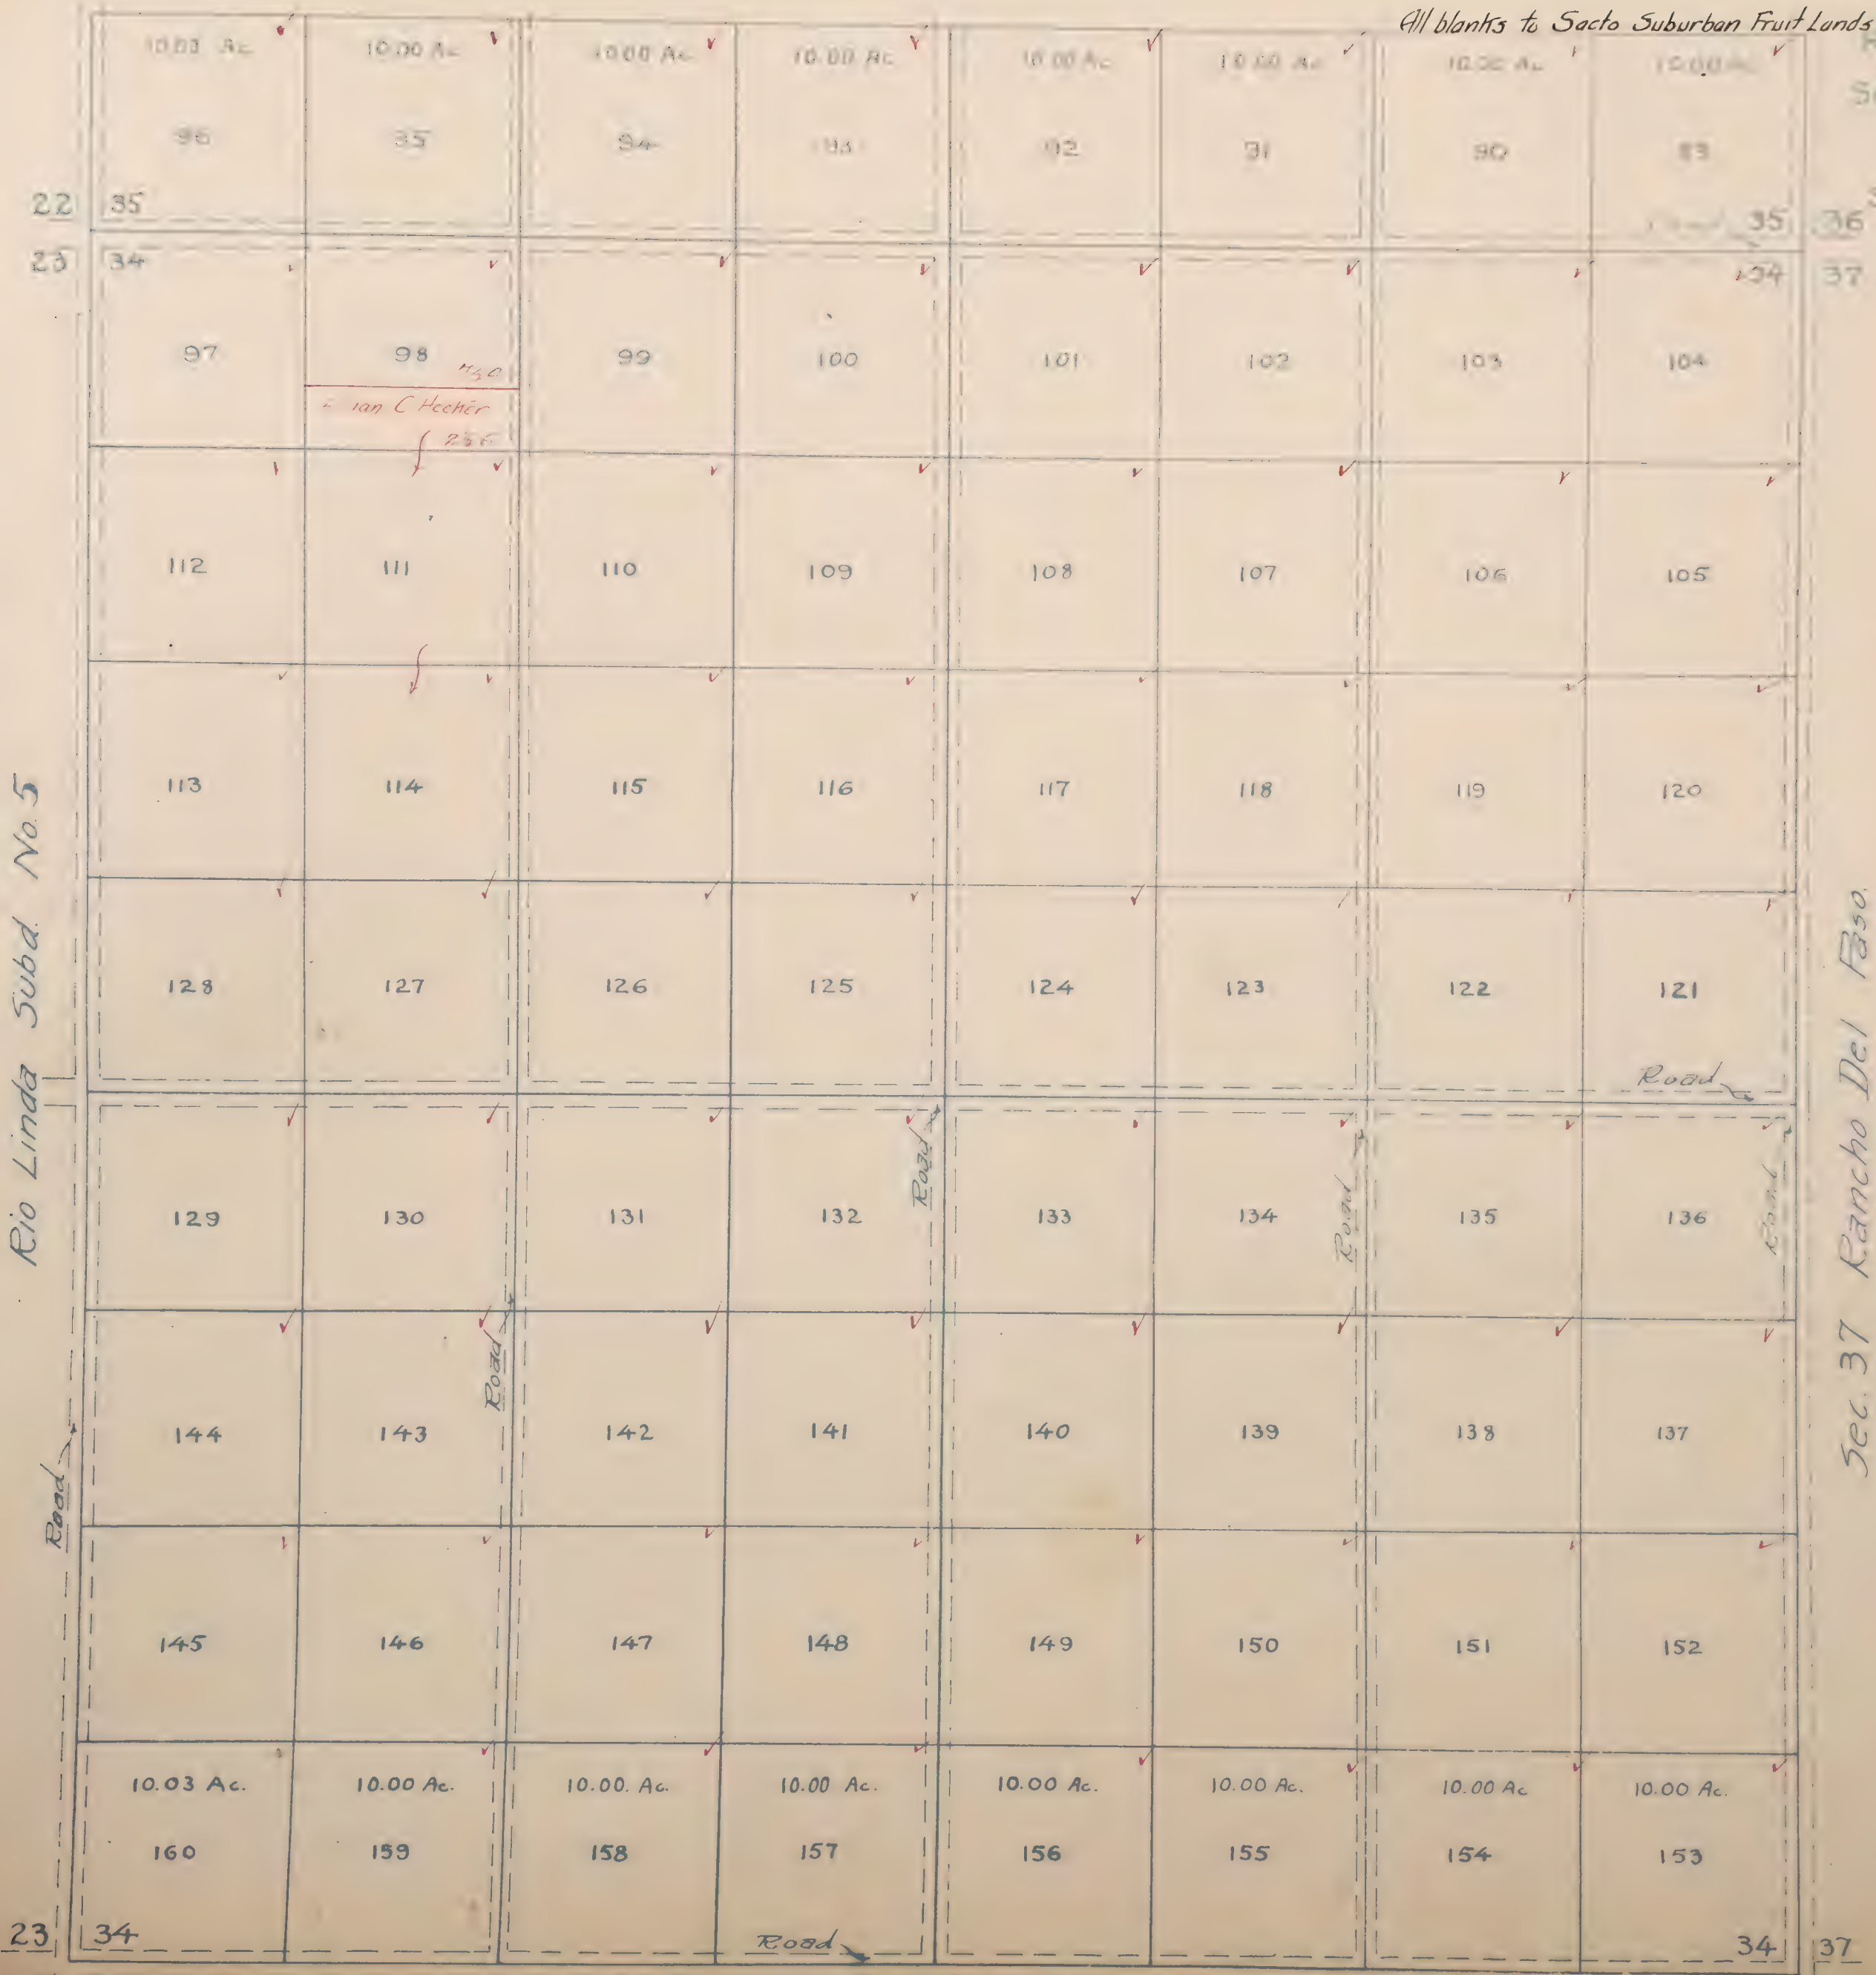 All blanks to Sacto Suburban Fruit Lands
10.03 Ac. 10.00 Ac. 10.00 Ac. 10.00 Ac. 10.00 Ac. 10.00 Ac. 10.00 Ac. 10.00 Ac.
96 95 94 93 92 91 90 89
22 35 35 36
23 34 34 37
97 98 99 100 101 102 103 104
C Hecker
112 111 110 109 108 107 106 105
113 114 115 116 117 118 119 120
Rio Linda Subd. No. 5
Sec. 37 Rancho Del Paso.
128 127 126 125 124 123 122 121
Road
129 130 131 132 133 134 135 136
Road Road Road
144 143 142 141 140 139 138 137
Road
Road
145 146 147 148 149 150 151 152
10.03 Ac. 10.00 Ac. 10.00. Ac. 10.00 Ac. 10.00 Ac. 10.00 Ac. 10.00 Ac 10.00 Ac.
160 159 158 157 156 155 154 153
23 34 Road 34 37